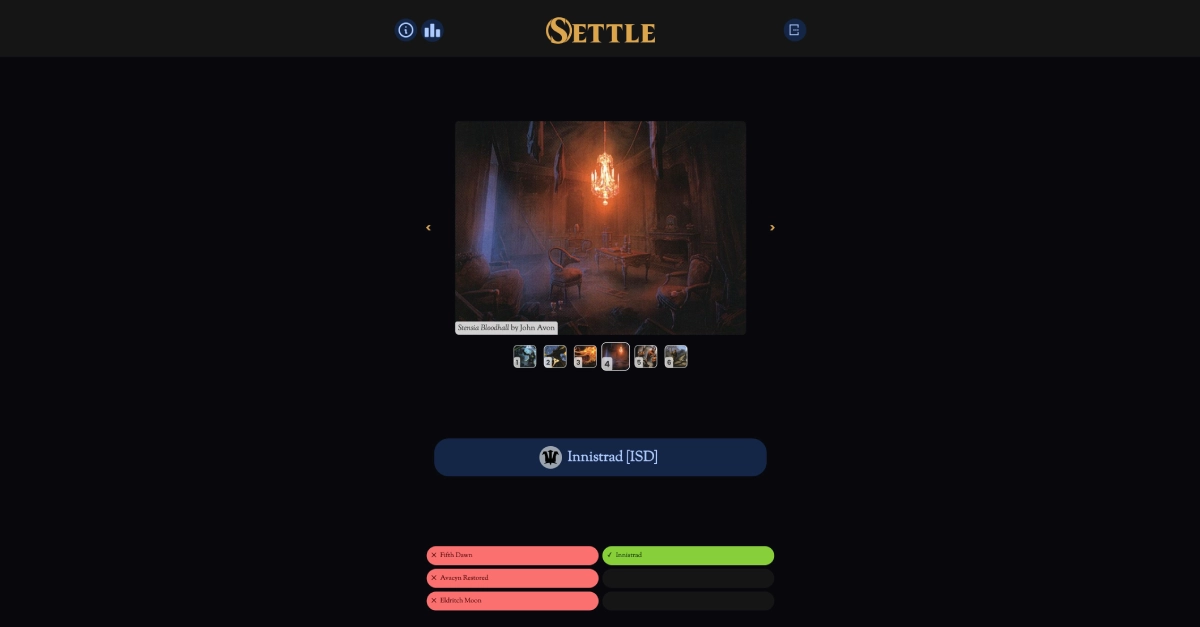 SETTLE
Stensia Bloodhall by John Avon
1 2 3 4 5 6
Innistrad [ISD]
✕ Fifth Dawn
✓ Innistrad
✕ Avacyn Restored
✕ Eldritch Moon